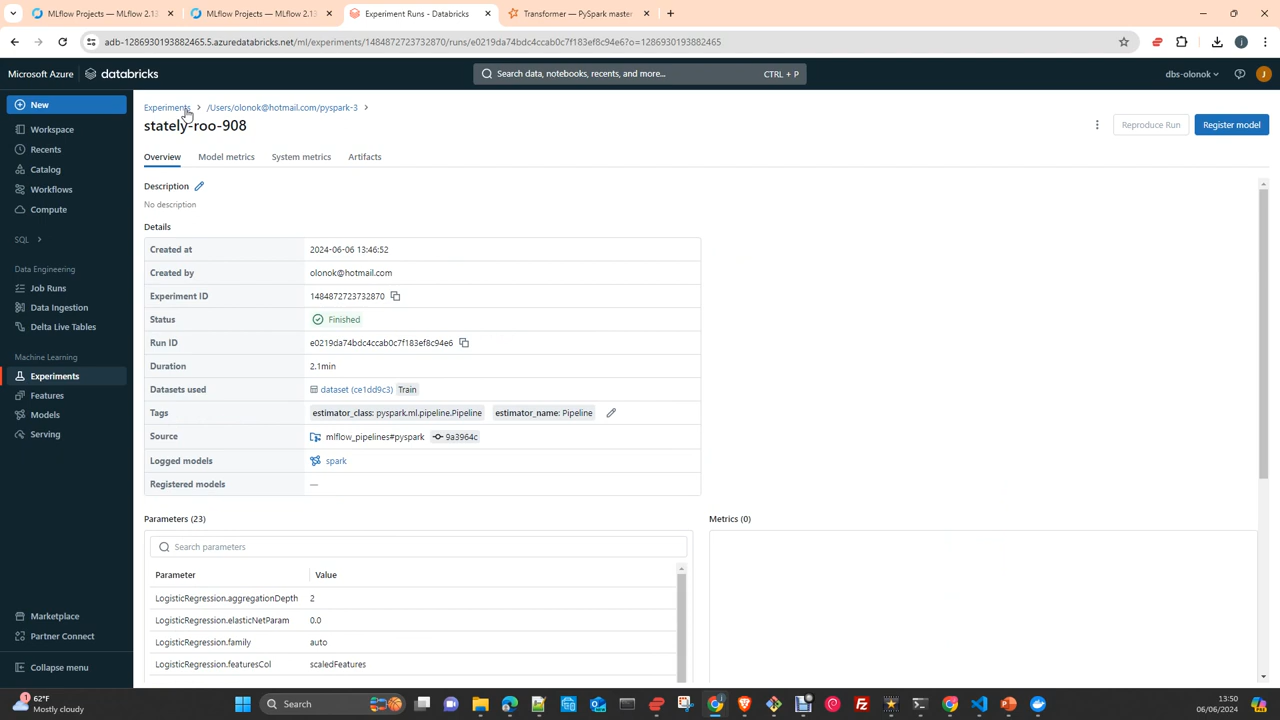 MLflow Projects — MLflow 2.13
MLflow Projects — MLflow 2.13
Experiment Runs - Databricks
Transformer — PySpark master
adb-1286930193882465.5.azuredatabricks.net/ml/experiments/1484872723732870/runs/e0219da74bdc4ccab0c7f183ef8c94e6?o=1286930193882465
Microsoft Azure
databricks
Search data, notebooks, recents, and more...
CTRL + P
dbs-olonok
J
New
Workspace
Recents
Catalog
Workflows
Compute
SQL
Data Engineering
Job Runs
Data Ingestion
Delta Live Tables
Machine Learning
Experiments
Features
Models
Serving
Marketplace
Partner Connect
Collapse menu
Experiments > /Users/olonok@hotmail.com/pyspark-3 >
stately-roo-908
Reproduce Run
Register model
Overview Model metrics System metrics Artifacts
Description
No description
Details
Created at 2024-06-06 13:46:52
Created by olonok@hotmail.com
Experiment ID 1484872723732870
Status Finished
Run ID e0219da74bdc4ccab0c7f183ef8c94e6
Duration 2.1min
Datasets used dataset (ce1dd9c3) Train
Tags estimator_class: pyspark.ml.pipeline.Pipeline estimator_name: Pipeline
Source mlflow_pipelines#pyspark 9a3964c
Logged models spark
Registered models —
Parameters (23)
Search parameters
Parameter Value
LogisticRegression.aggregationDepth 2
LogisticRegression.elasticNetParam 0.0
LogisticRegression.family auto
LogisticRegression.featuresCol scaledFeatures
Metrics (0)
1
62°F
Mostly cloudy
Search
13:50
06/06/2024